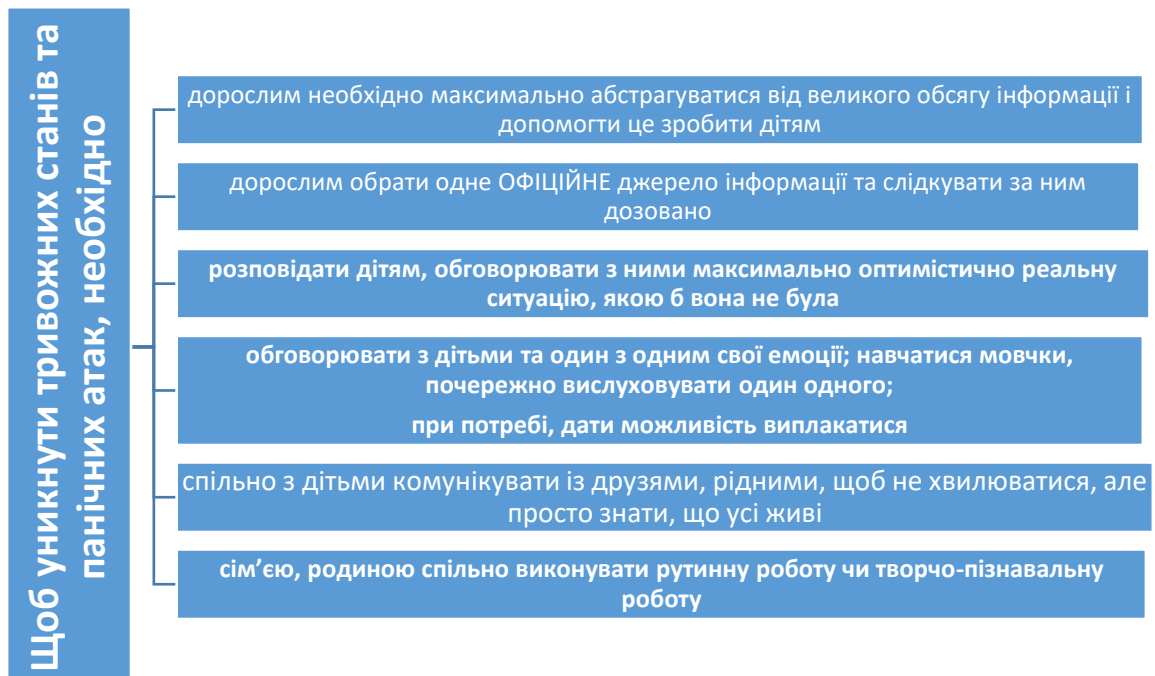 Щоб уникнути тривожних станів та
панічних атак, необхідно
дорослим необхідно максимально абстрагуватися від великого обсягу інформації і
допомогти це зробити дітям
дорослим обрати одне ОФІЦІЙНЕ джерело інформації та слідкувати за ним
дозовано
розповідати дітям, обговорювати з ними максимально оптимістично реальну
ситуацію, якою б вона не була
обговорювати з дітьми та один з одним свої емоції; навчатися мовчки,
почережно вислуховувати один одного;
при потребі, дати можливість виплакатися
спільно з дітьми комунікувати із друзями, рідними, щоб не хвилюватися, але
просто знати, що усі живі
сім’єю, родиною спільно виконувати рутинну роботу чи творчо-пізнавальну
роботу